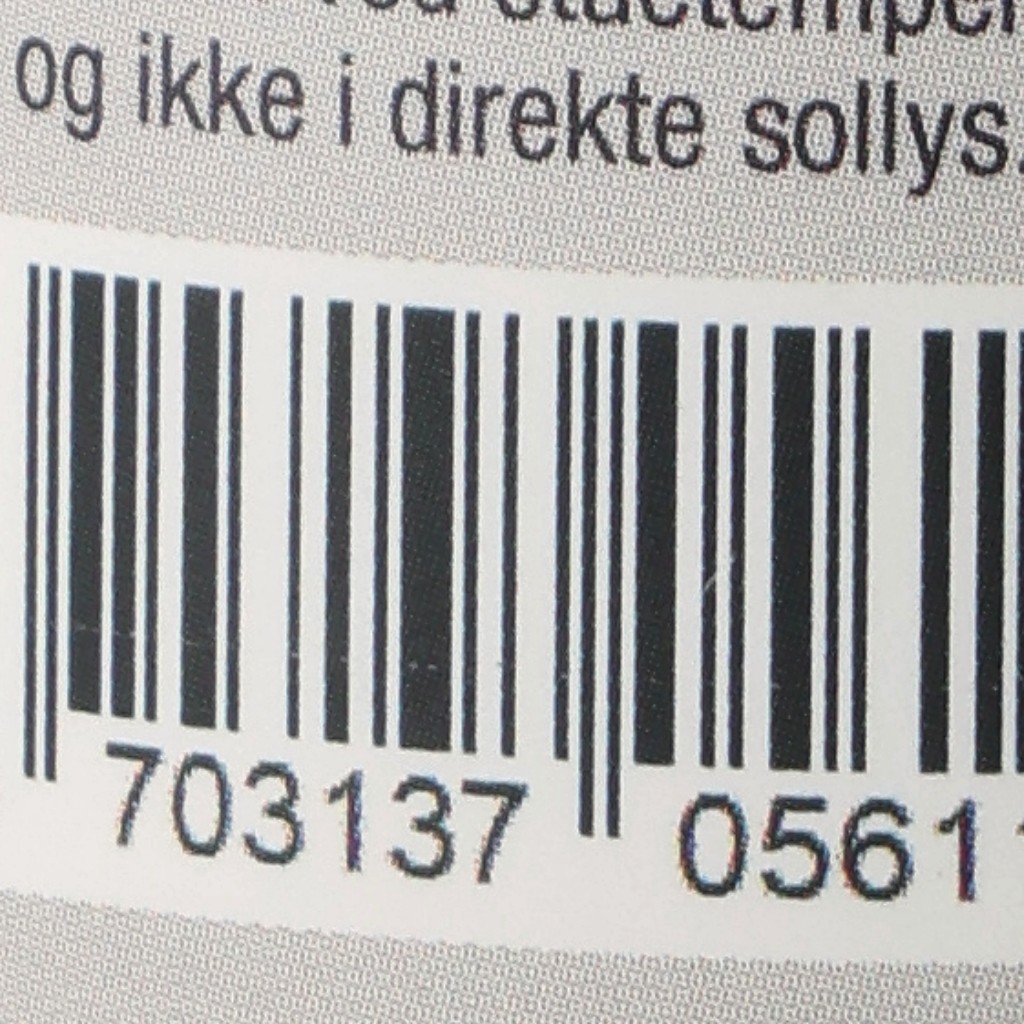 og ikke i direkte sollys.
703137 0561